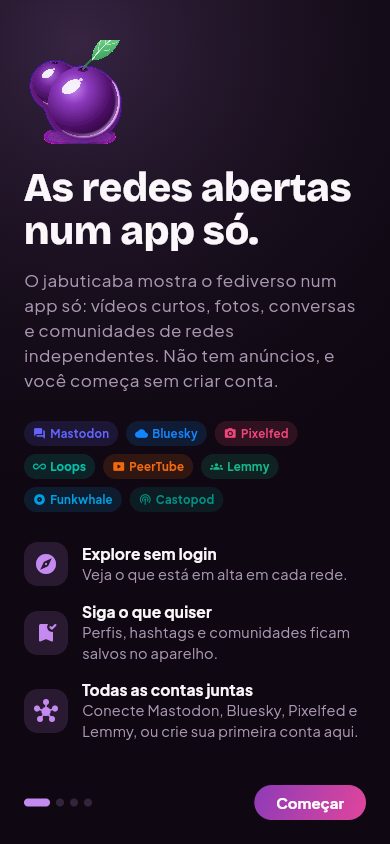 As redes abertas
num app só.
O jabuticaba mostra o fediverso num
app só: vídeos curtos, fotos, conversas
e comunidades de redes
independentes. Não tem anúncios, e
você começa sem criar conta.
Mastodon Bluesky Pixelfed
Loops PeerTube Lemmy
Funkwhale Castopod
Explore sem login
Veja o que está em alta em cada rede.
Siga o que quiser
Perfis, hashtags e comunidades ficam
salvos no aparelho.
Todas as contas juntas
Conecte Mastodon, Bluesky, Pixelfed e
Lemmy, ou crie sua primeira conta aqui.
Começar